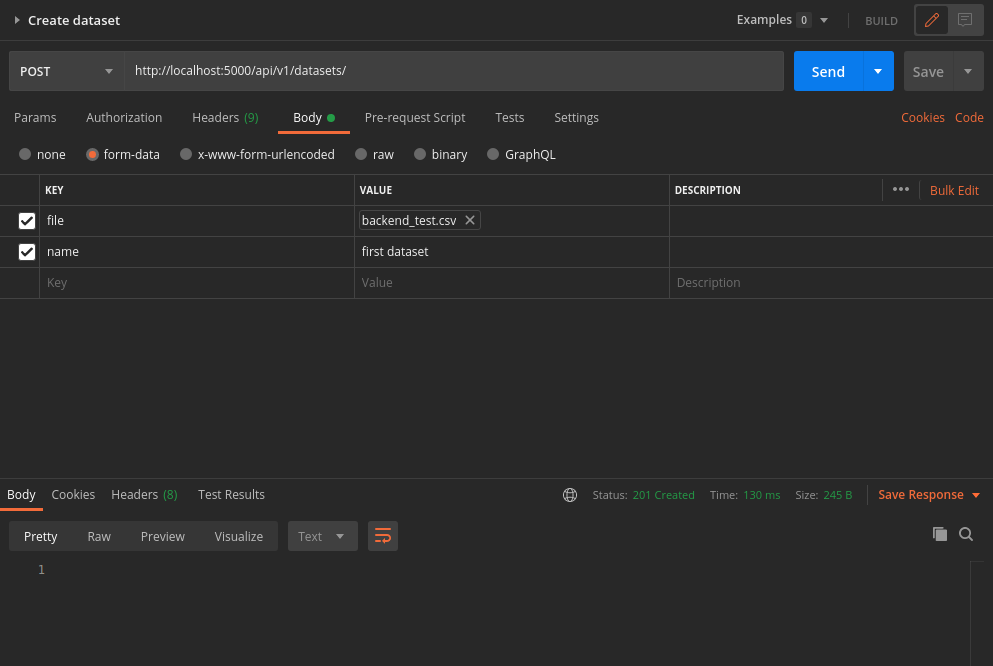 Create dataset Examples 0 BUILD
POST http://localhost:5000/api/v1/datasets/ Send Save
Params Authorization Headers (9) Body Pre-request Script Tests Settings Cookies Code
none form-data x-www-form-urlencoded raw binary GraphQL
KEY VALUE DESCRIPTION ••• Bulk Edit
file backend_test.csv
name first dataset
Key Value Description
Body Cookies Headers (8) Test Results Status: 201 Created Time: 130 ms Size: 245 B Save Response
Pretty Raw Preview Visualize Text
1